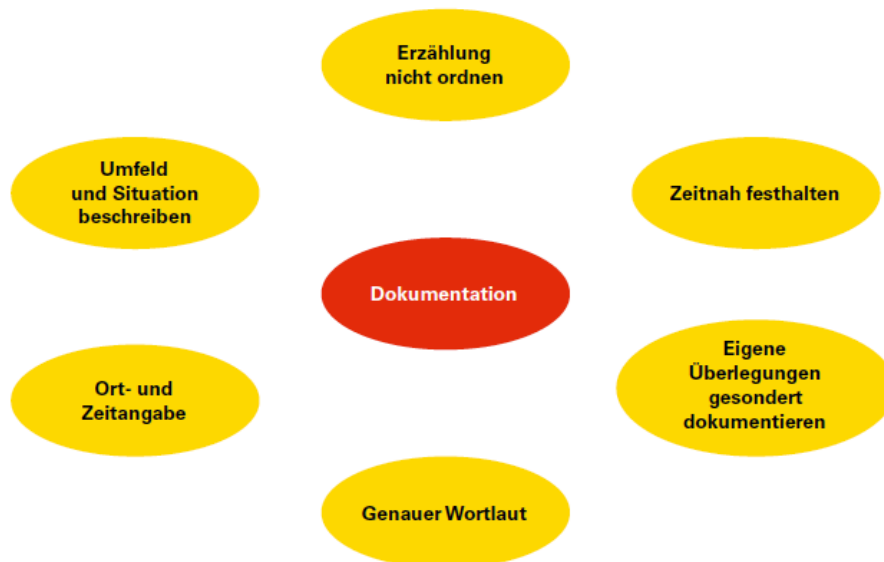 Erzählung
nicht ordnen
Umfeld
und Situation
beschreiben
Zeitnah festhalten
Dokumentation
Ort- und
Zeitangabe
Eigene
Überlegungen
gesondert
dokumentieren
Genauer Wortlaut